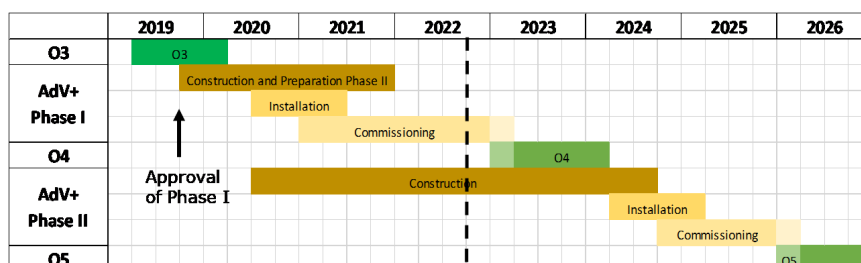 2019 2020 2021 2022 2023 2024 2025 2026
O3 O3
AdV+
Phase I
Construction and Preparation Phase II
Installation
Commissioning
Approval
of Phase I
O4 O4
AdV+
Phase II
Construction
Installation
Commissioning
O5 O5